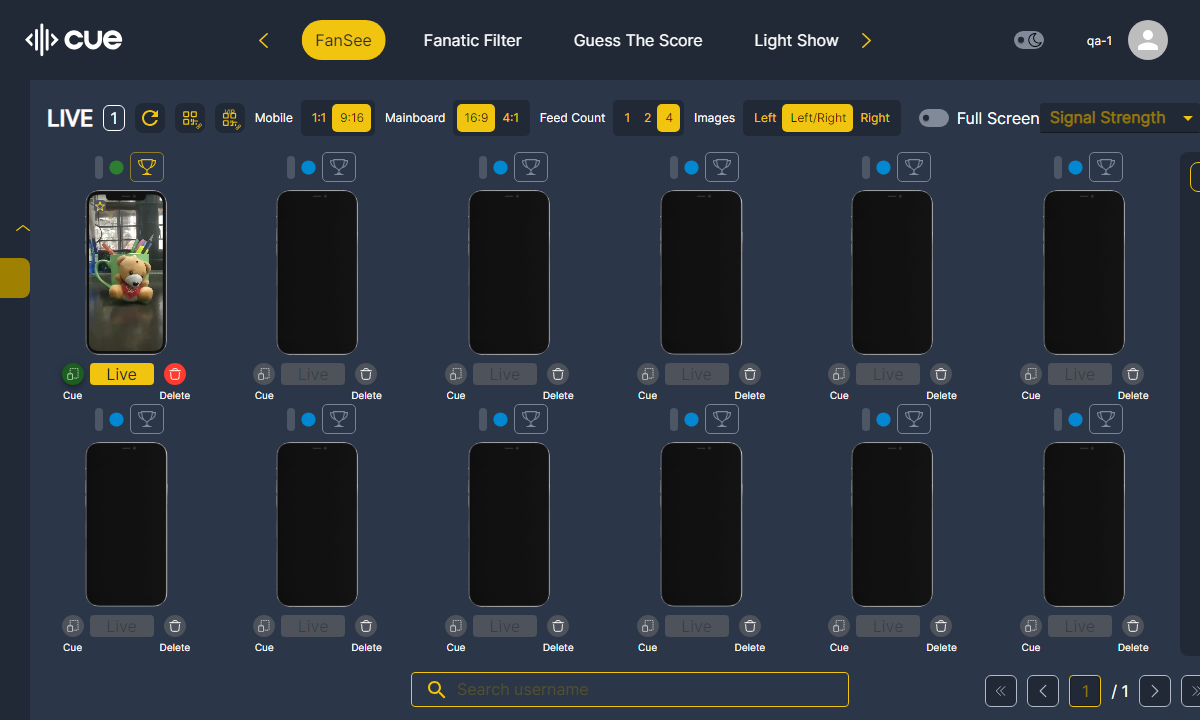 cue FanSee Fanatic Filter Guess The Score Light Show qa-1
LIVE 1 Mobile 1:1 9:16 Mainboard 16:9 4:1 Feed Count 1 2 4 Images Left Left/Right Right Full Screen Signal Strength
Live Live Live Live Live Live
Cue Delete Cue Delete Cue Delete Cue Delete Cue Delete Cue Delete
Live Live Live Live Live Live
Cue Delete Cue Delete Cue Delete Cue Delete Cue Delete Cue Delete
Search username 1 / 1